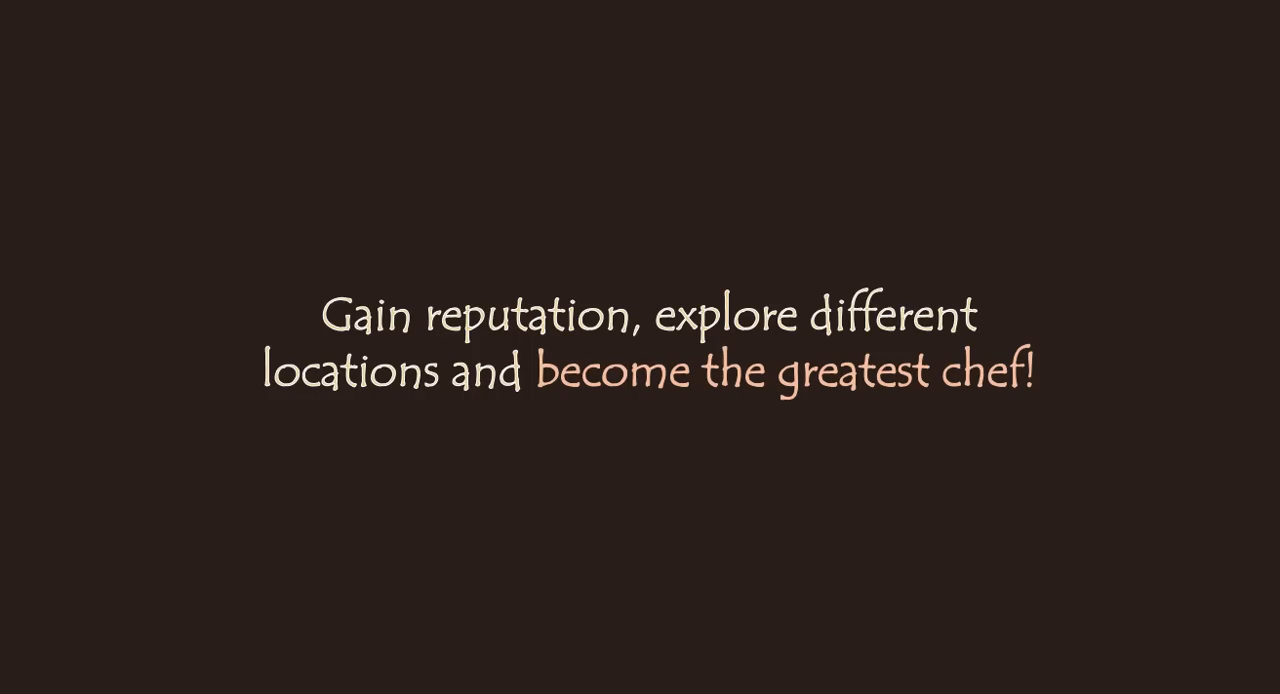 Gain reputation, explore different
locations and become the greatest chef!